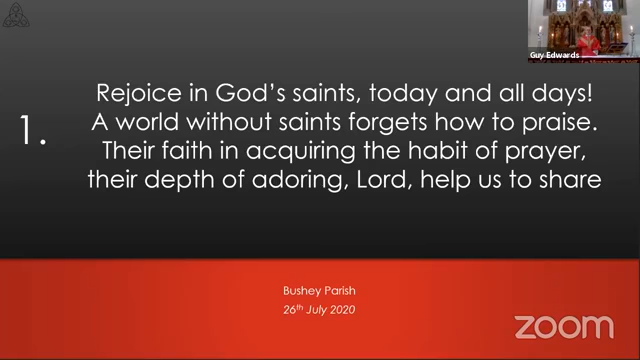 Guy Edwards
1.
Rejoice in God's saints, today and all days!
A world without saints forgets how to praise.
Their faith in acquiring the habit of prayer,
their depth of adoring, Lord, help us to share
Bushey Parish
26th July 2020
zoom